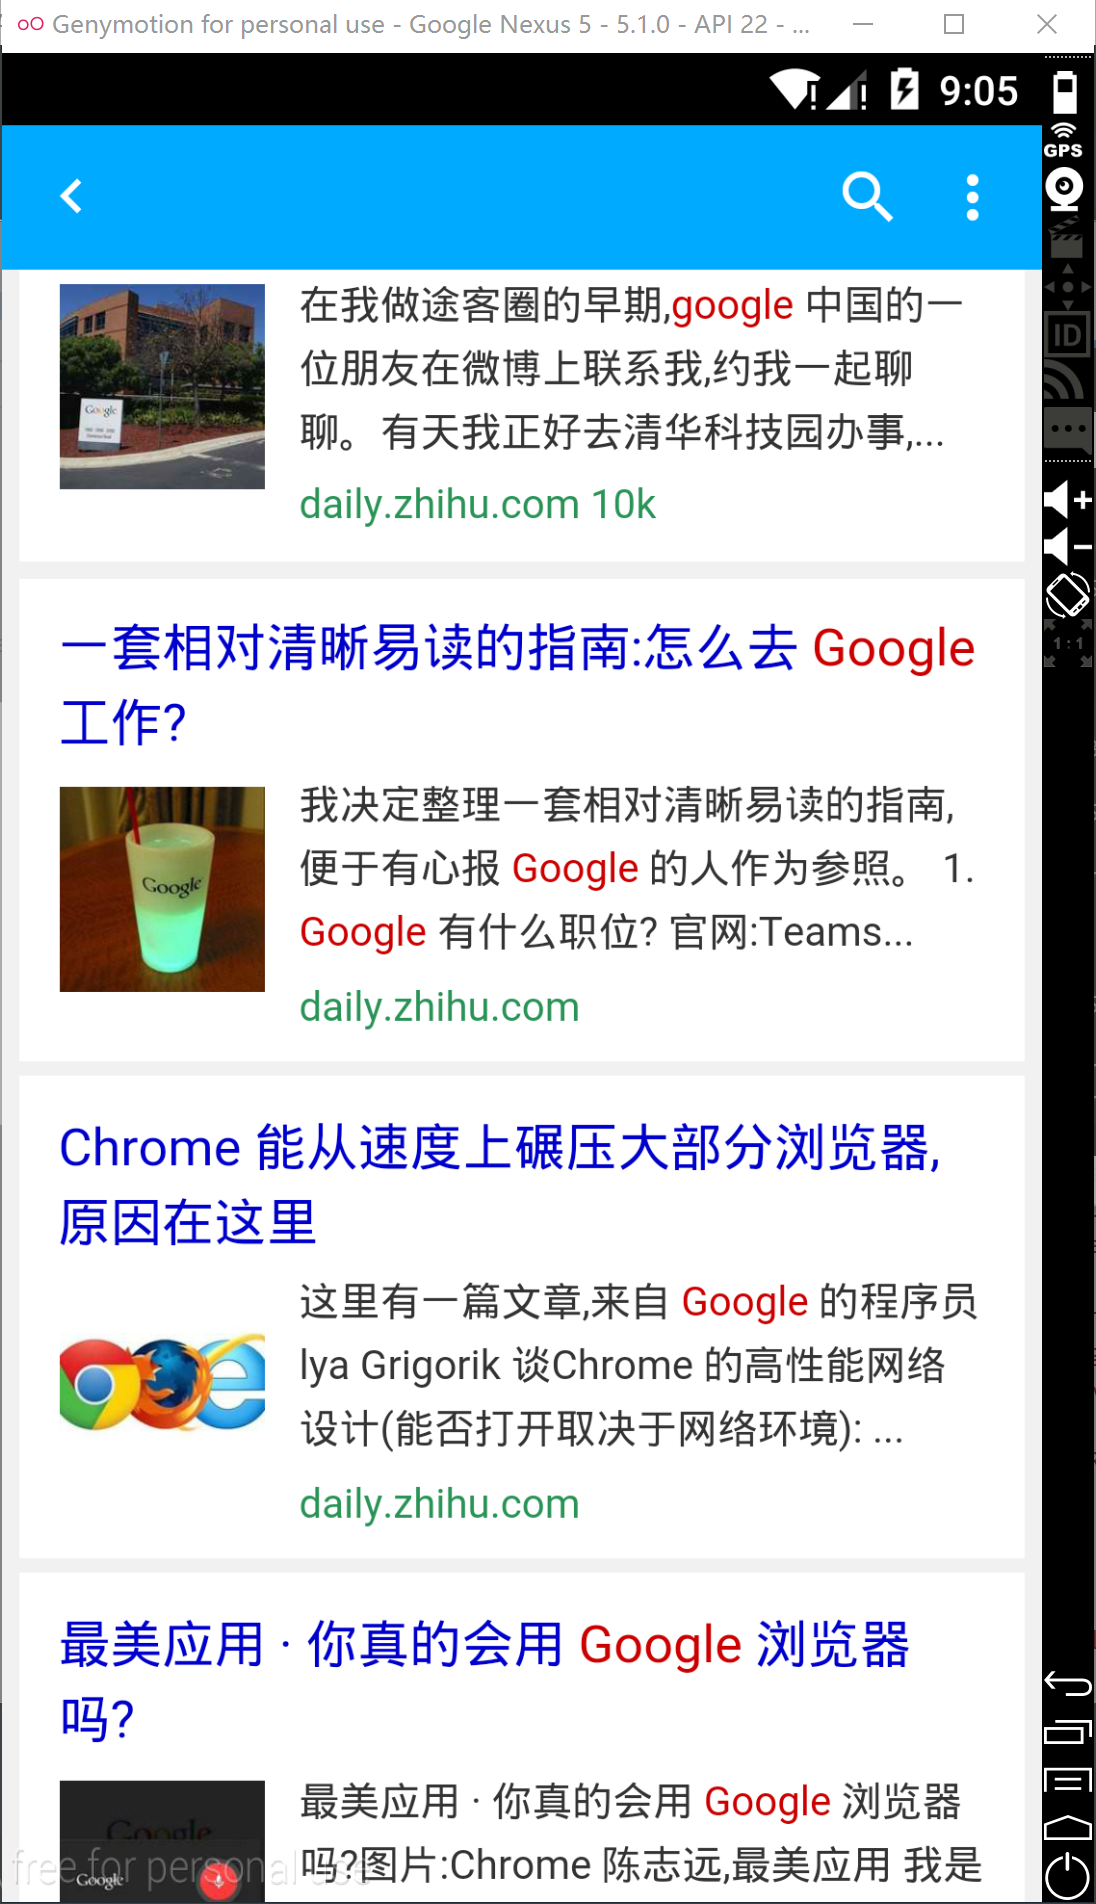 Genymotion for personal use - Google Nexus 5 - 5.1.0 - API 22 - ...
9:05
GPS
ID
在我做途客圈的早期,google 中国的一
位朋友在微博上联系我,约我一起聊
聊。有天我正好去清华科技园办事,...
Google
daily.zhihu.com 10k
一套相对清晰易读的指南:怎么去 Google
工作?
我决定整理一套相对清晰易读的指南,
便于有心报 Google 的人作为参照。 1.
Google 有什么职位? 官网:Teams...
Google
daily.zhihu.com
1:1
Chrome 能从速度上碾压大部分浏览器,
原因在这里
这里有一篇文章,来自 Google 的程序员
lya Grigorik 谈Chrome 的高性能网络
设计(能否打开取决于网络环境): ...
daily.zhihu.com
最美应用 · 你真的会用 Google 浏览器
吗?
最美应用 · 你真的会用 Google 浏览器
吗?图片:Chrome 陈志远,最美应用 我是
Google
free for personal use
Google